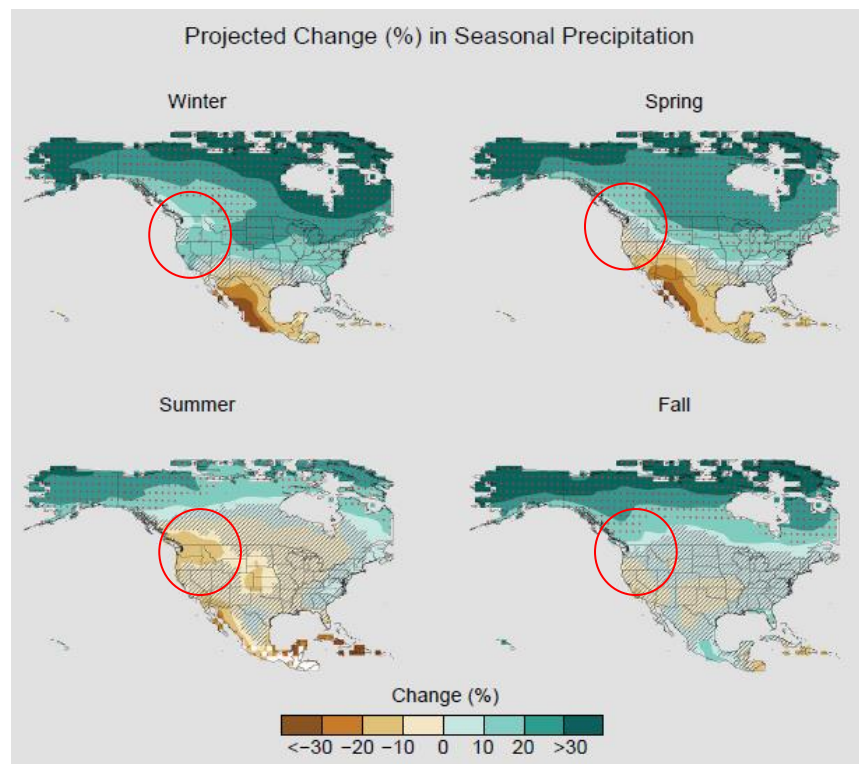 Projected Change (%) in Seasonal Precipitation
Winter
Spring
Summer
Fall
Change (%)
<−30 −20 −10 0 10 20 >30